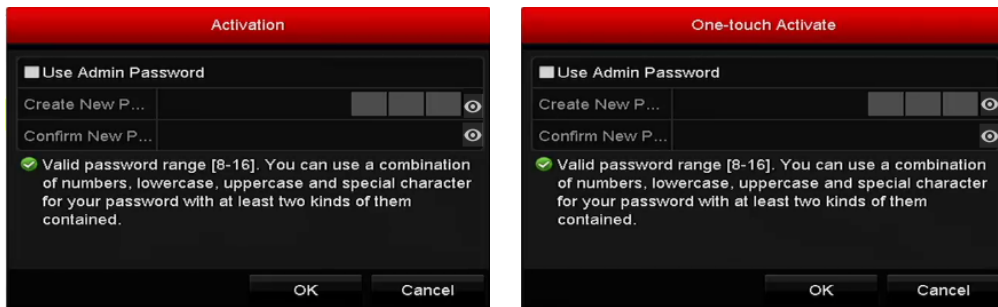 Activation
Use Admin Password
Create New P...
Confirm New P...
Valid password range [8-16]. You can use a combination
of numbers, lowercase, uppercase and special character
for your password with at least two kinds of them
contained.
OK Cancel
One-touch Activate
Use Admin Password
Create New P...
Confirm New P...
Valid password range [8-16]. You can use a combination
of numbers, lowercase, uppercase and special character
for your password with at least two kinds of them
contained.
OK Cancel